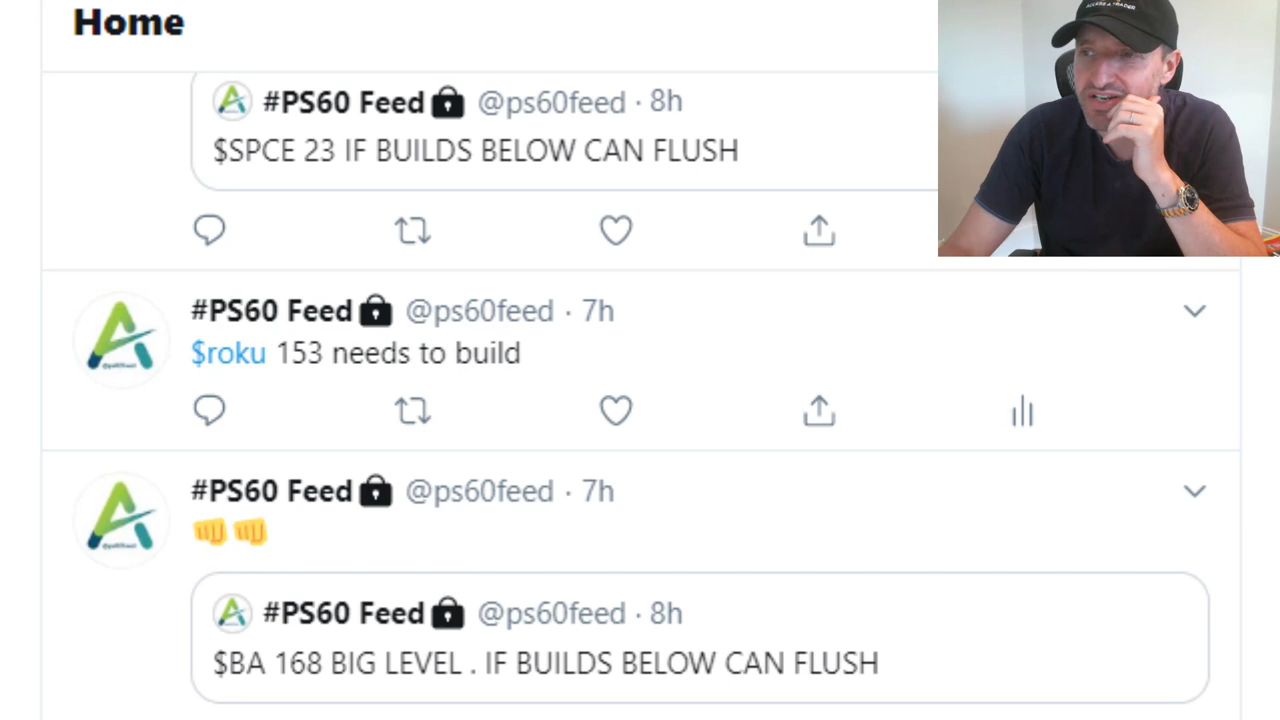 Home
#PS60 Feed @ps60feed · 8h
$SPCE 23 IF BUILDS BELOW CAN FLUSH
#PS60 Feed @ps60feed · 7h
$roku 153 needs to build
#PS60 Feed @ps60feed · 7h
👊👊
#PS60 Feed @ps60feed · 8h
$BA 168 BIG LEVEL . IF BUILDS BELOW CAN FLUSH